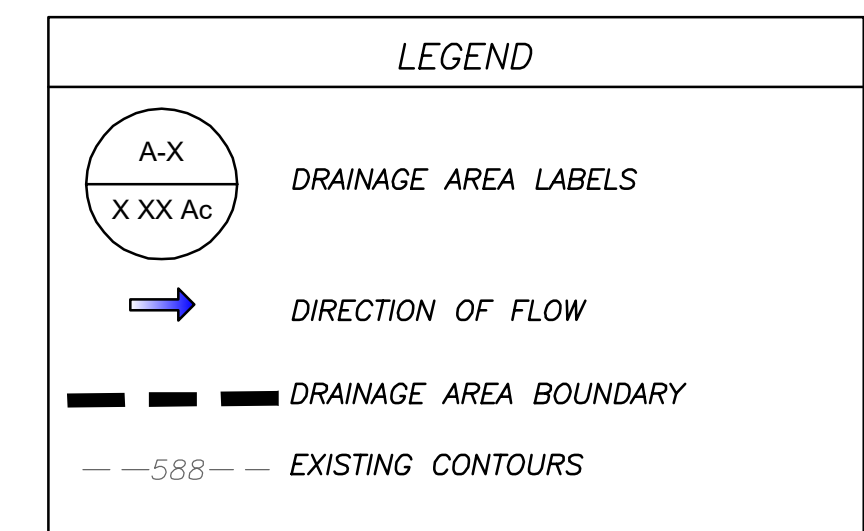 LEGEND
A-X
X XX Ac
DRAINAGE AREA LABELS
DIRECTION OF FLOW
DRAINAGE AREA BOUNDARY
588
EXISTING CONTOURS